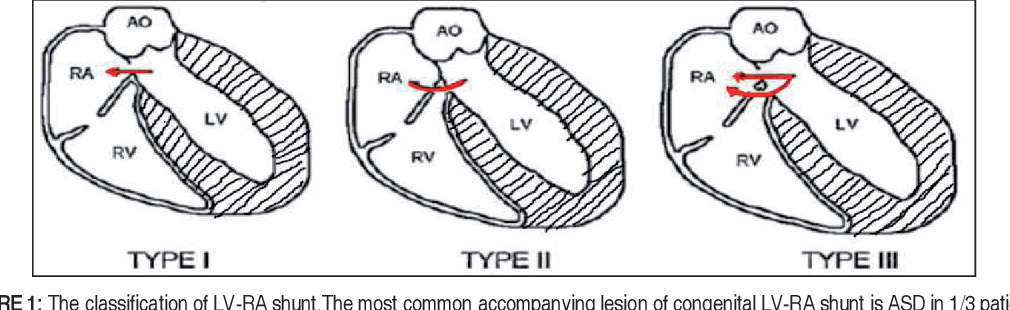 AO
RA
LV
RV
TYPE I
AO
RA
LV
RV
TYPE II
AO
RA
LV
RV
TYPE III
RE 1: The classification of LV-RA shunt.The most common accompanying lesion of congenital LV-RA shunt is ASD in 1/3 pati